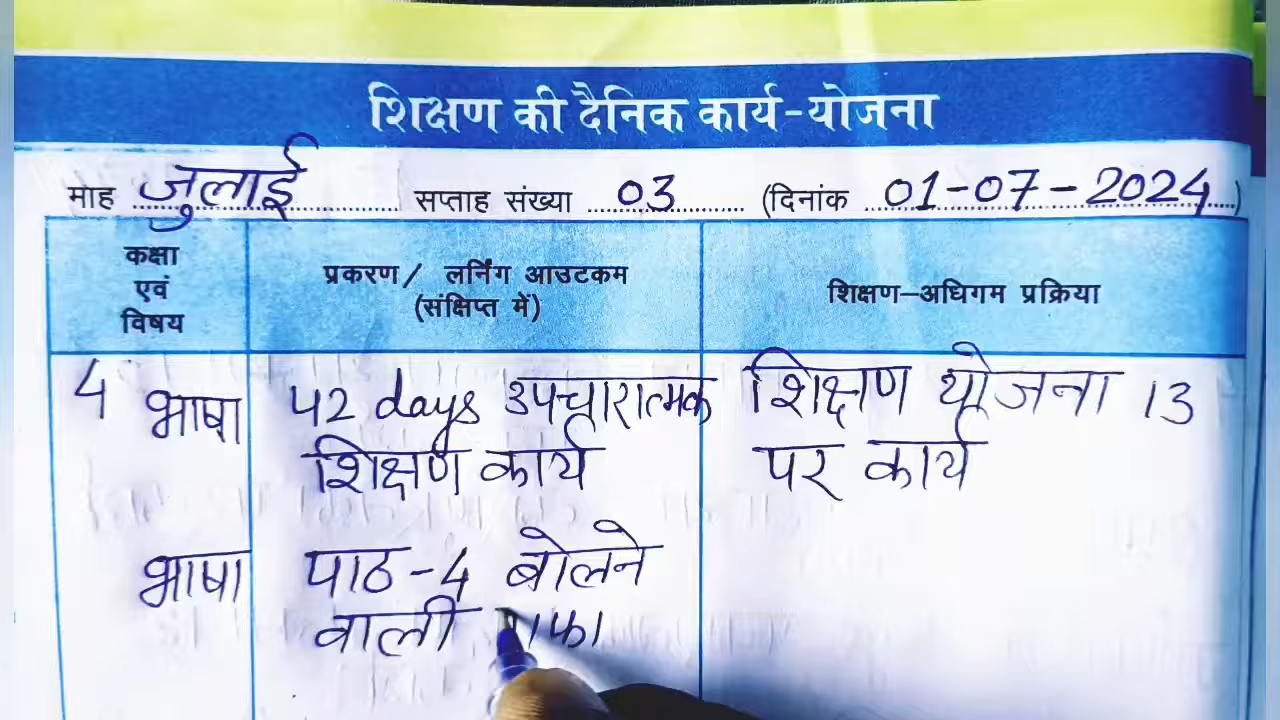 शिक्षण की दैनिक कार्य-योजना
माह जुलाई सप्ताह संख्या 03 (दिनांक 01-07-2024)
कक्षा
एवं
विषय
प्रकरण/ लर्निंग आउटकम
(संक्षिप्त में)
शिक्षण–अधिगम प्रक्रिया
4 भाषा
42 days उपचारात्मक
शिक्षण कार्य
शिक्षण योजना 13
पर कार्य
भाषा
पाठ-4 बोलने
वाली